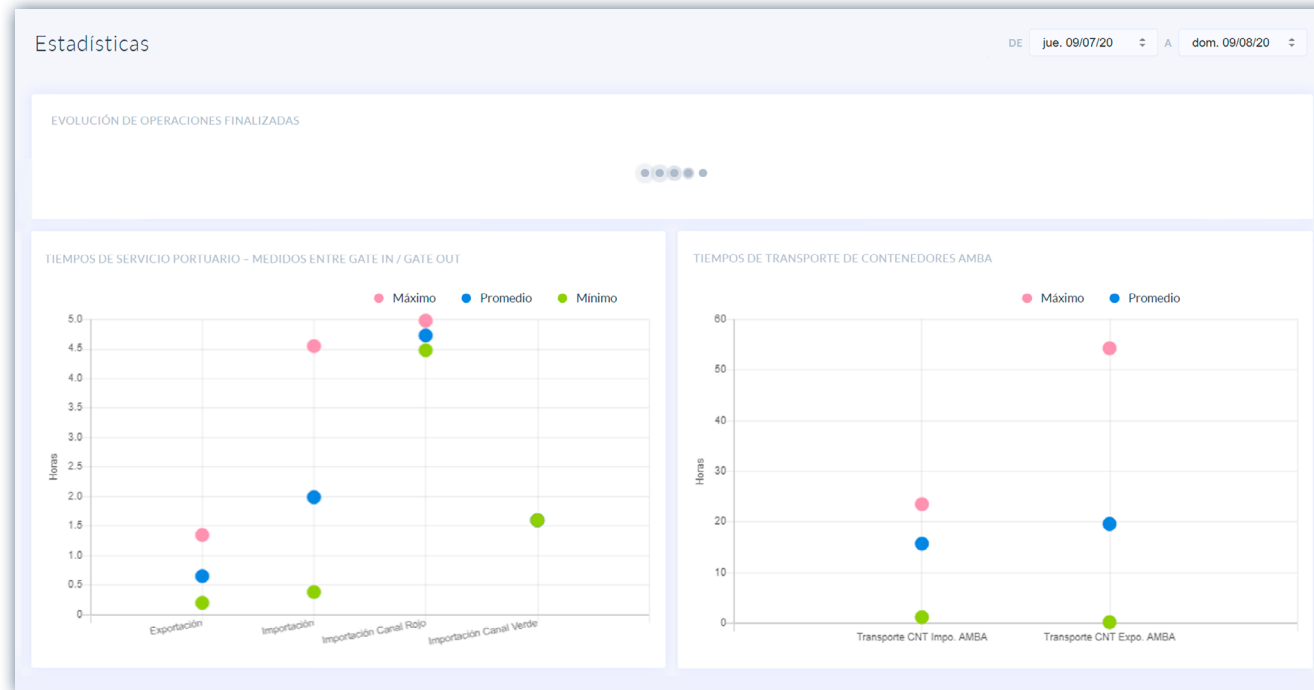 Estadísticas
DE jue. 09/07/20 A dom. 09/08/20
EVOLUCIÓN DE OPERACIONES FINALIZADAS
TIEMPOS DE SERVICIO PORTUARIO – MEDIDOS ENTRE GATE IN / GATE OUT
Máximo Promedio Mínimo
5.0
4.5
4.0
3.5
3.0
2.5
2.0
1.5
1.0
0.5
0
Horas
Exportación
Importación
Importación Canal Rojo
Importación Canal Verde
TIEMPOS DE TRANSPORTE DE CONTENEDORES AMBA
Máximo Promedio
60
50
40
30
20
10
0
Horas
Transporte CNT Impo. AMBA
Transporte CNT Expo. AMBA